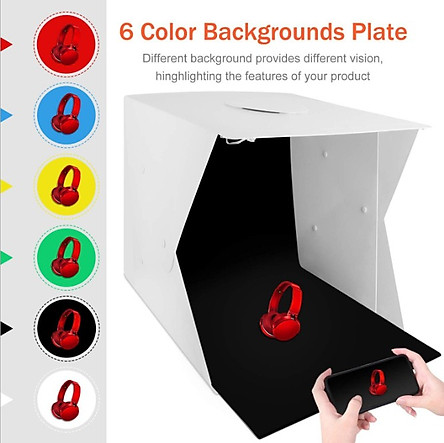 6 Color Backgrounds Plate
Different background provides different vision,
hinghlighting the features of your product